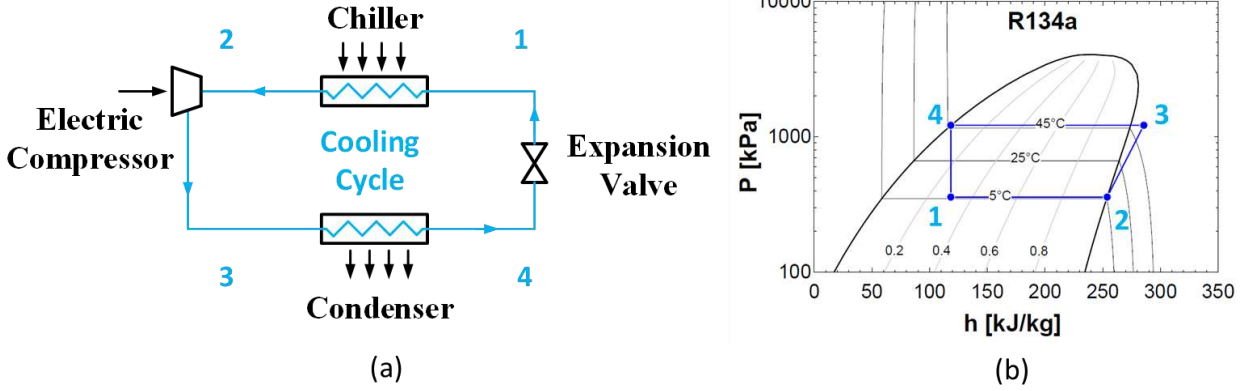 Chiller
2
1
Electric
Compressor
Cooling
Cycle
Expansion
Valve
3
4
Condenser
(a)
R134a
10000
1000
100
P [kPa]
4
3
45°C
25°C
5°C
1
2
0.2
0.4
0.6
0.8
0
50
100
150
200
250
300
350
h [kJ/kg]
(b)